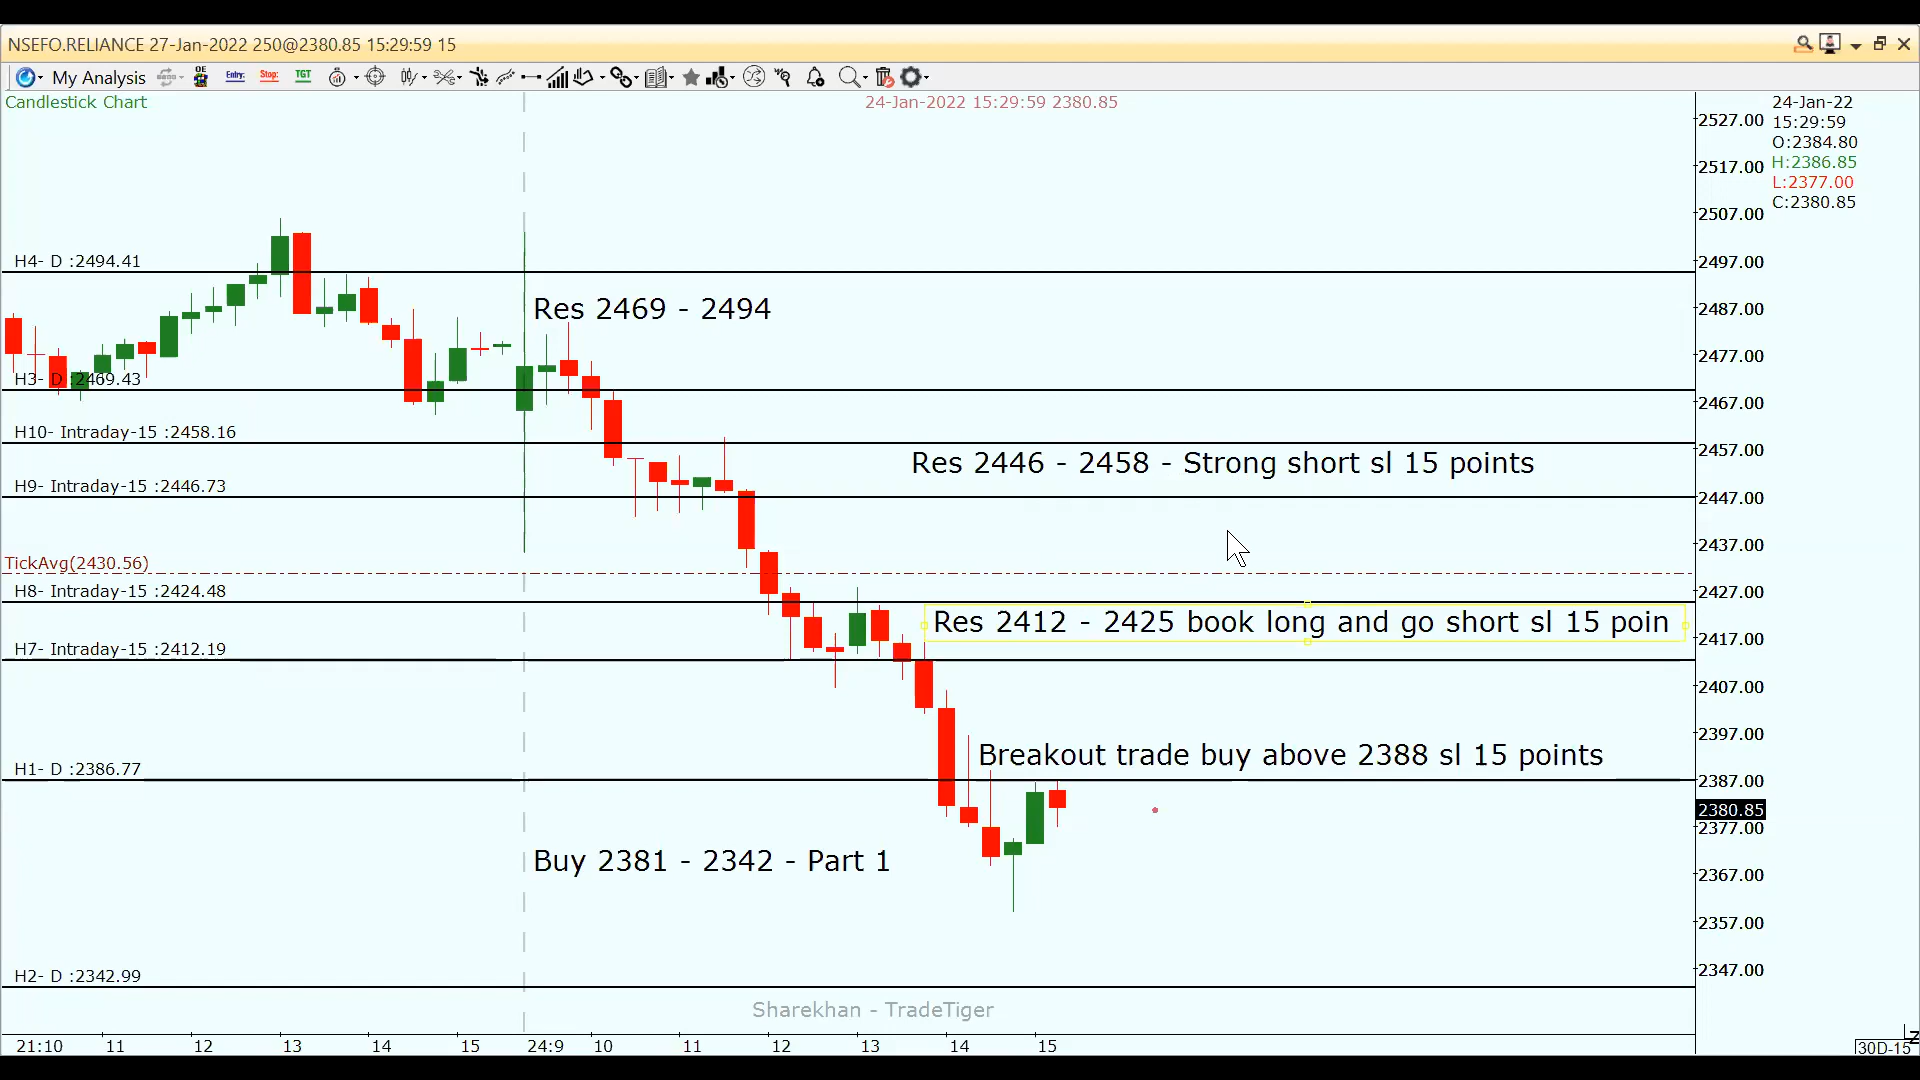 NSEFO.RELIANCE 27-Jan-2022 250@2380.85 15:29:59 15
My Analysis
OE
Entry:
Stop:
TGT
Candlestick Chart
24-Jan-2022 15:29:59 2380.85
24-Jan-22
15:29:59
O:2384.80
H:2386.85
L:2377.00
C:2380.85
2527.00
2517.00
2507.00
2497.00
2487.00
2477.00
2467.00
2457.00
2447.00
2437.00
2427.00
2417.00
2407.00
2397.00
2387.00
2380.85
2377.00
2367.00
2357.00
2347.00
H4- D :2494.41
Res 2469 - 2494
H3- D :2469.43
H10- Intraday-15 :2458.16
Res 2446 - 2458 - Strong short sl 15 points
H9- Intraday-15 :2446.73
TickAvg(2430.56)
H8- Intraday-15 :2424.48
Res 2412 - 2425 book long and go short sl 15 poin
H7- Intraday-15 :2412.19
Breakout trade buy above 2388 sl 15 points
H1- D :2386.77
Buy 2381 - 2342 - Part 1
H2- D :2342.99
Sharekhan - TradeTiger
21:10 11 12 13 14 15 24:9 10 11 12 13 14 15
30D-15